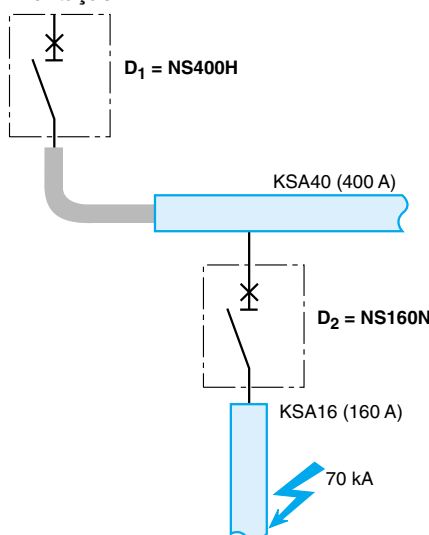 D₁ = NS400H
KSA40 (400 A)
D₂ = NS160N
KSA16 (160 A)
70 kA